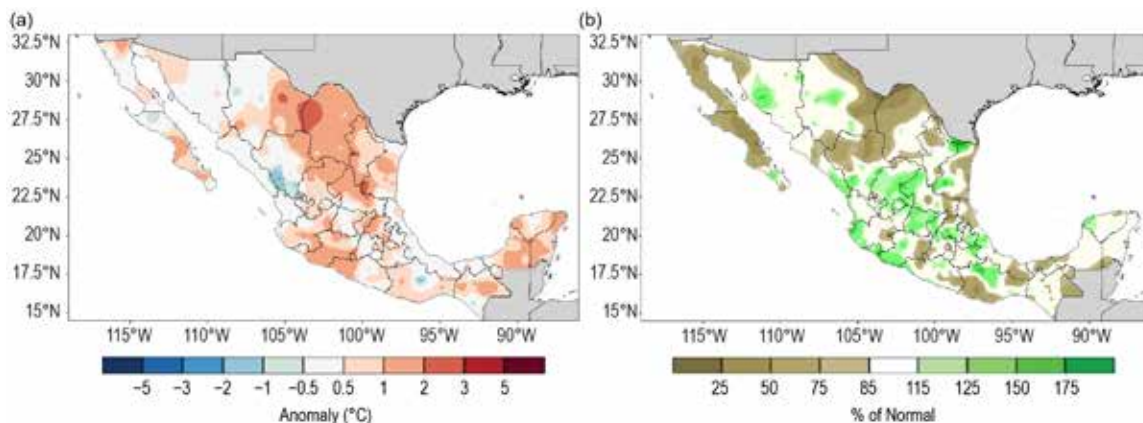 (a)
(b)
32.5°N
30°N
27.5°N
25°N
22.5°N
20°N
17.5°N
15°N
115°W 110°W 105°W 100°W 95°W 90°W
−5 −3 −2 −1 −0.5 0.5 1 2 3 5
Anomaly (°C)
32.5°N
30°N
27.5°N
25°N
22.5°N
20°N
17.5°N
15°N
115°W 110°W 105°W 100°W 95°W 90°W
25 50 75 85 115 125 150 175
% of Normal